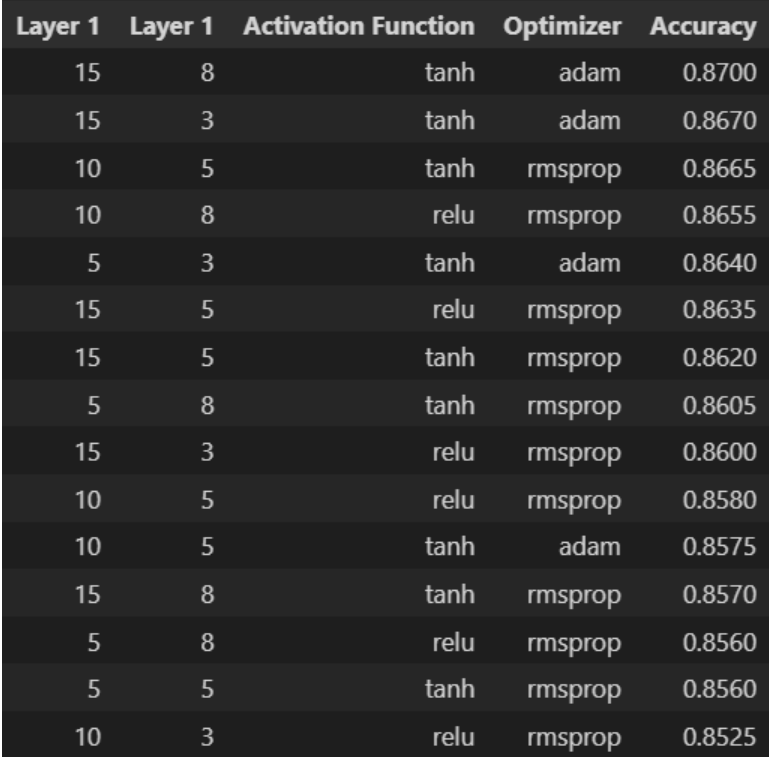 Layer 1 Layer 1 Activation Function Optimizer Accuracy
15 8 tanh adam 0.8700
15 3 tanh adam 0.8670
10 5 tanh rmsprop 0.8665
10 8 relu rmsprop 0.8655
5 3 tanh adam 0.8640
15 5 relu rmsprop 0.8635
15 5 tanh rmsprop 0.8620
5 8 tanh rmsprop 0.8605
15 3 relu rmsprop 0.8600
10 5 relu rmsprop 0.8580
10 5 tanh adam 0.8575
15 8 tanh rmsprop 0.8570
5 8 relu rmsprop 0.8560
5 5 tanh rmsprop 0.8560
10 3 relu rmsprop 0.8525